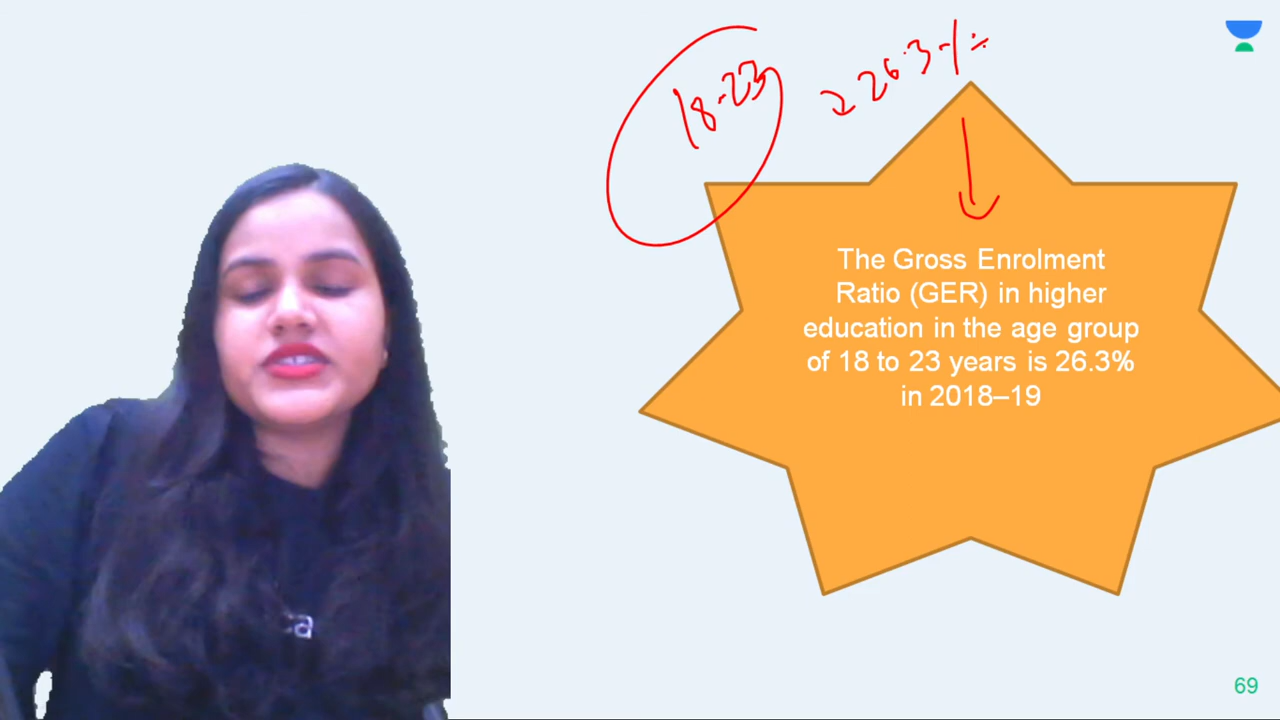 18-23
26.3%
The Gross Enrolment
Ratio (GER) in higher
education in the age group
of 18 to 23 years is 26.3%
in 2018–19
69